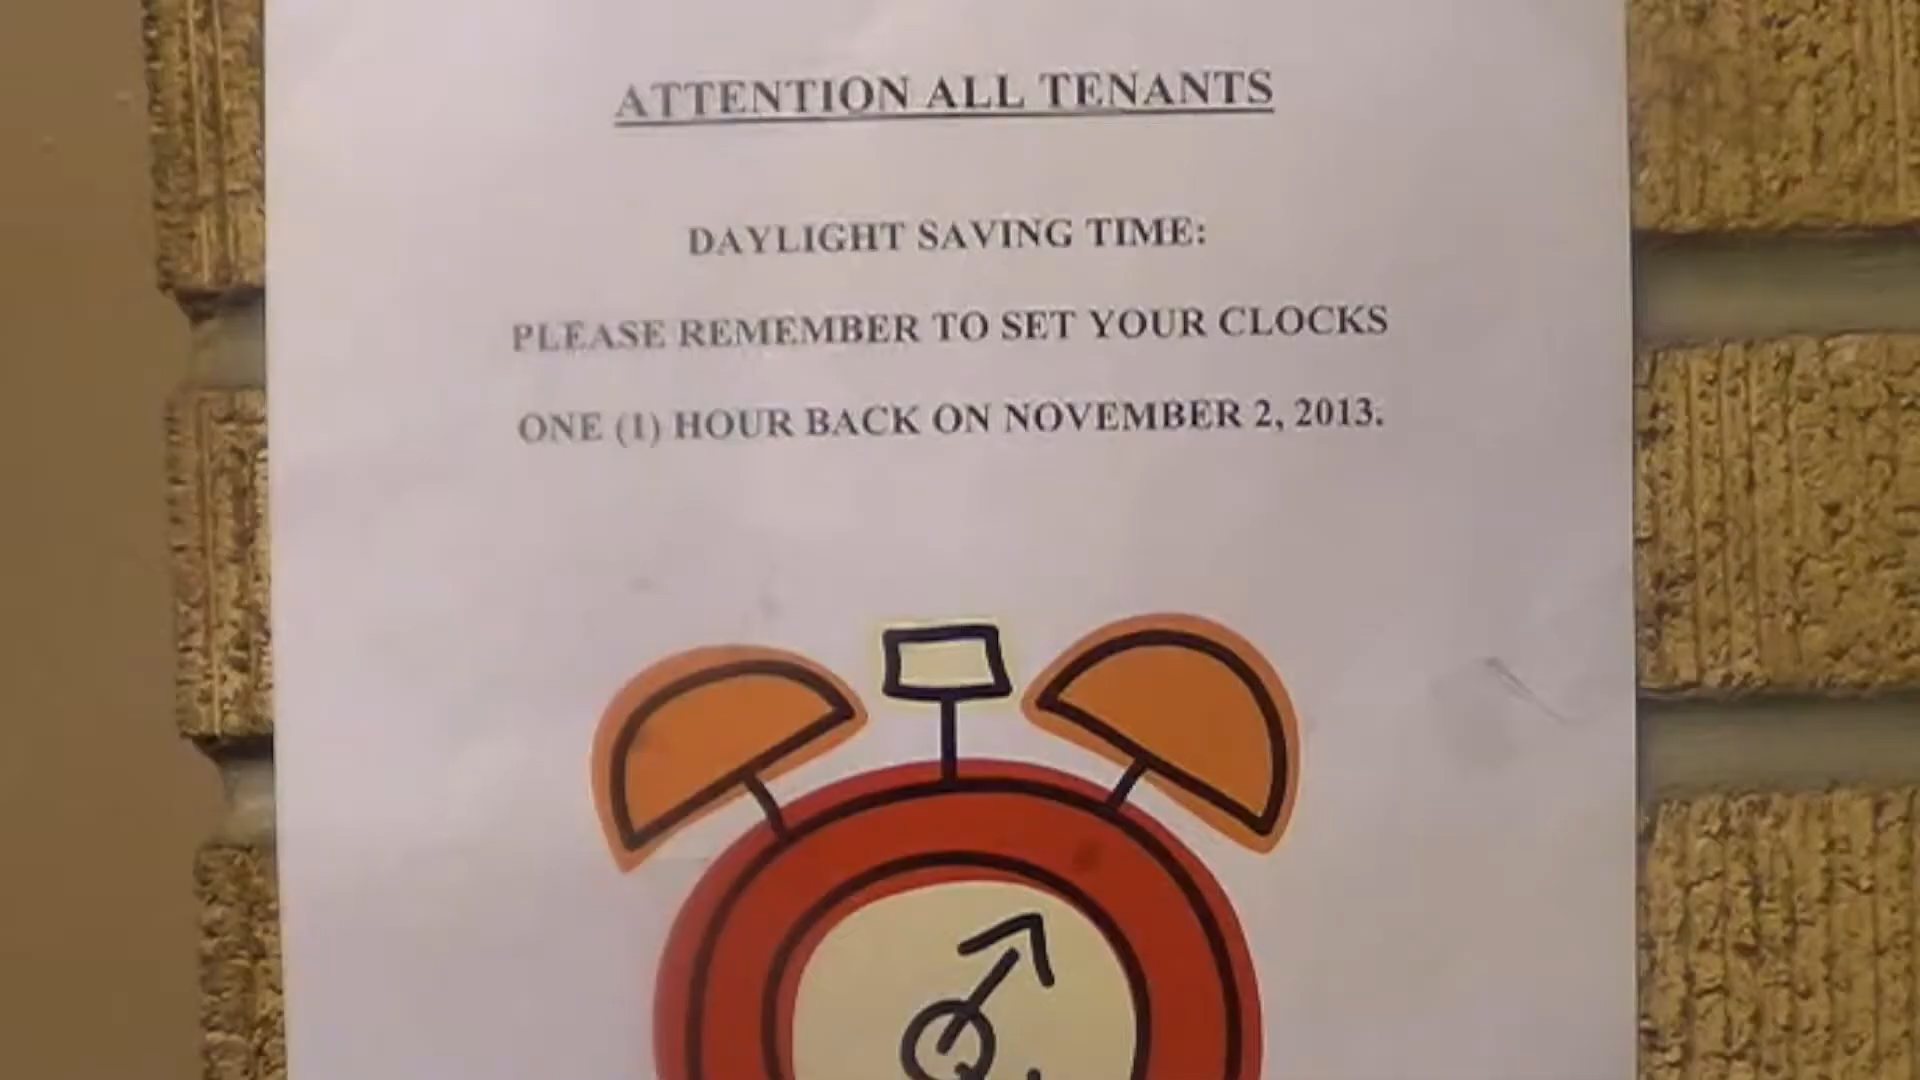 ATTENTION ALL TENANTS
DAYLIGHT SAVING TIME:
PLEASE REMEMBER TO SET YOUR CLOCKS
ONE (1) HOUR BACK ON NOVEMBER 2, 2013.